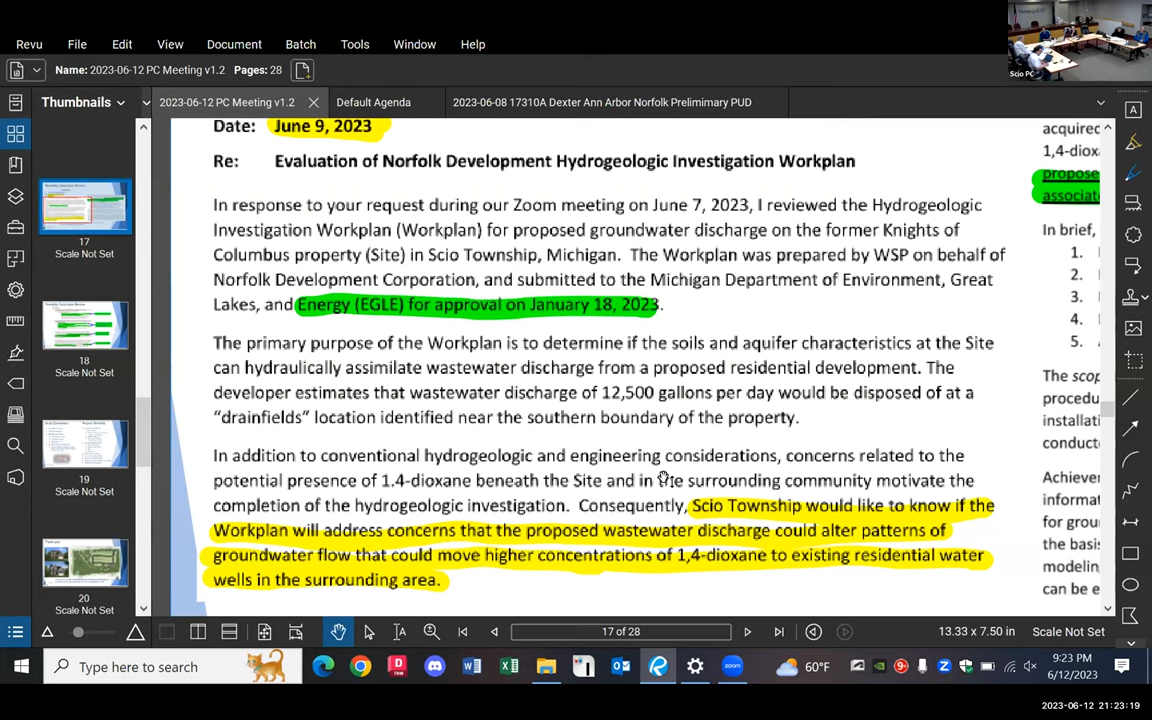 Scio PC
Revu File Edit View Document Batch Tools Window Help
Name: 2023-06-12 PC Meeting v1.2 Pages: 28
Thumbnails
2023-06-12 PC Meeting v1.2
Default Agenda
2023-06-08 17310A Dexter Ann Arbor Norfolk Prelimimary PUD
17
Scale Not Set
18
Scale Not Set
19
Scale Not Set
20
Scale Not Set
Date: June 9, 2023
Re: Evaluation of Norfolk Development Hydrogeologic Investigation Workplan
In response to your request during our Zoom meeting on June 7, 2023, I reviewed the Hydrogeologic
Investigation Workplan (Workplan) for proposed groundwater discharge on the former Knights of
Columbus property (Site) in Scio Township, Michigan. The Workplan was prepared by WSP on behalf of
Norfolk Development Corporation, and submitted to the Michigan Department of Environment, Great
Lakes, and Energy (EGLE) for approval on January 18, 2023.
The primary purpose of the Workplan is to determine if the soils and aquifer characteristics at the Site
can hydraulically assimilate wastewater discharge from a proposed residential development. The
developer estimates that wastewater discharge of 12,500 gallons per day would be disposed of at a
“drainfields” location identified near the southern boundary of the property.
In addition to conventional hydrogeologic and engineering considerations, concerns related to the
potential presence of 1.4-dioxane beneath the Site and in the surrounding community motivate the
completion of the hydrogeologic investigation. Consequently, Scio Township would like to know if the
Workplan will address concerns that the proposed wastewater discharge could alter patterns of
groundwater flow that could move higher concentrations of 1,4-dioxane to existing residential water
wells in the surrounding area.
acquired
1,4-diox
propose
associate
In brief,
1.
2.
3.
4.
5.
The scop
procedu
installati
conduct
Achiever
informat
for grou
the basis
modelin
can be e
17 of 28
13.33 x 7.50 in
Scale Not Set
Type here to search
60°F
9:23 PM
6/12/2023
2023-06-12 21:23:19